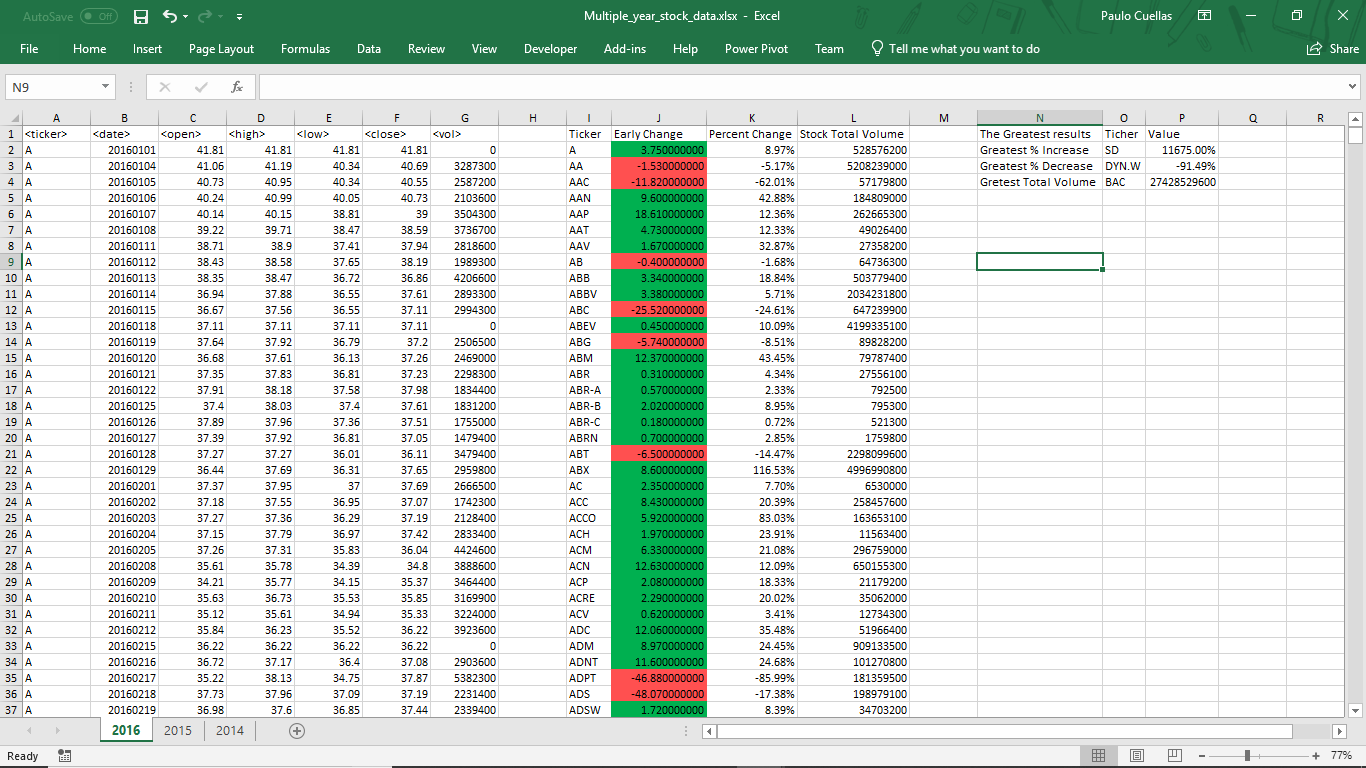 AutoSave Off Multiple_year_stock_data.xlsx - Excel Paulo Cuellas
File Home Insert Page Layout Formulas Data Review View Developer Add-ins Help Power Pivot Team Tell me what you want to do Share
N9 fx
A B C D E F G H I J K L M N O P Q R
1 <ticker> <date> <open> <high> <low> <close> <vol> Ticker Early Change Percent Change Stock Total Volume The Greatest results Ticher Value
2 A 20160101 41.81 41.81 41.81 41.81 0 A 3.750000000 8.97% 528576200 Greatest % Increase SD 11675.00%
3 A 20160104 41.06 41.19 40.34 40.69 3287300 AA -1.530000000 -5.17% 5208239000 Greatest % Decrease DYN.W -91.49%
4 A 20160105 40.73 40.95 40.34 40.55 2587200 AAC -11.820000000 -62.01% 57179800 Gretest Total Volume BAC 27428529600
5 A 20160106 40.24 40.99 40.05 40.73 2103600 AAN 9.600000000 42.88% 184809000
6 A 20160107 40.14 40.15 38.81 39 3504300 AAP 18.610000000 12.36% 262665300
7 A 20160108 39.22 39.71 38.47 38.59 3736700 AAT 4.730000000 12.33% 49026400
8 A 20160111 38.71 38.9 37.41 37.94 2818600 AAV 1.670000000 32.87% 27358200
9 A 20160112 38.43 38.58 37.65 38.19 1989300 AB -0.400000000 -1.68% 64736300
10 A 20160113 38.35 38.47 36.72 36.86 4206600 ABB 3.340000000 18.84% 503779400
11 A 20160114 36.94 37.88 36.55 37.61 2893300 ABBV 3.380000000 5.71% 2034231800
12 A 20160115 36.67 37.56 36.55 37.11 2994300 ABC -25.520000000 -24.61% 647239900
13 A 20160118 37.11 37.11 37.11 37.11 0 ABEV 0.450000000 10.09% 4199335100
14 A 20160119 37.64 37.92 36.79 37.2 2506500 ABG -5.740000000 -8.51% 89828200
15 A 20160120 36.68 37.61 36.13 37.26 2469000 ABM 12.370000000 43.45% 79787400
16 A 20160121 37.35 37.83 36.81 37.23 2298300 ABR 0.310000000 4.34% 27556100
17 A 20160122 37.91 38.18 37.58 37.98 1834400 ABR-A 0.570000000 2.33% 792500
18 A 20160125 37.4 38.03 37.4 37.61 1831200 ABR-B 2.020000000 8.95% 795300
19 A 20160126 37.89 37.96 37.36 37.51 1755000 ABR-C 0.180000000 0.72% 521300
20 A 20160127 37.39 37.92 36.81 37.05 1479400 ABRN 0.700000000 2.85% 1759800
21 A 20160128 37.27 37.27 36.01 36.11 3479400 ABT -6.500000000 -14.47% 2298099600
22 A 20160129 36.44 37.69 36.31 37.65 2959800 ABX 8.600000000 116.53% 4996990800
23 A 20160201 37.37 37.95 37 37.69 2666500 AC 2.350000000 7.70% 6530000
24 A 20160202 37.18 37.55 36.95 37.07 1742300 ACC 8.430000000 20.39% 258457600
25 A 20160203 37.27 37.36 36.29 37.19 2128400 ACCO 5.920000000 83.03% 163653100
26 A 20160204 37.15 37.79 36.97 37.42 2833400 ACH 1.970000000 23.91% 11563400
27 A 20160205 37.26 37.31 35.83 36.04 4424600 ACM 6.330000000 21.08% 296759000
28 A 20160208 35.61 35.78 34.39 34.8 3888600 ACN 12.630000000 12.09% 650155300
29 A 20160209 34.21 35.77 34.15 35.37 3464400 ACP 2.080000000 18.33% 21179200
30 A 20160210 35.63 36.73 35.53 35.85 3169900 ACRE 2.290000000 20.02% 35062000
31 A 20160211 35.12 35.61 34.94 35.33 3224000 ACV 0.620000000 3.41% 12734300
32 A 20160212 35.84 36.23 35.52 36.22 3923600 ADC 12.060000000 35.48% 51966400
33 A 20160215 36.22 36.22 36.22 36.22 0 ADM 8.970000000 24.45% 909133500
34 A 20160216 36.72 37.17 36.4 37.08 2903600 ADNT 11.600000000 24.68% 101270800
35 A 20160217 35.22 38.13 34.75 37.87 5382300 ADPT -46.880000000 -85.99% 181359500
36 A 20160218 37.73 37.96 37.09 37.19 2231400 ADS -48.070000000 -17.38% 198979100
37 A 20160219 36.98 37.6 36.85 37.44 2339400 ADSW 1.720000000 8.39% 34703200
2016 2015 2014
Ready 77%